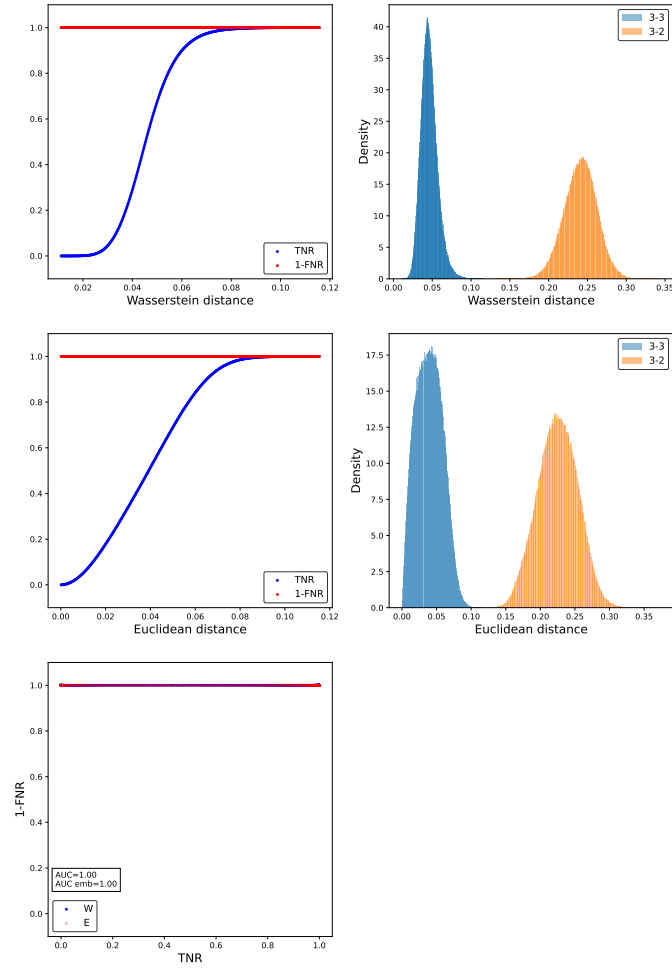 1.0
0.8
0.6
0.4
0.2
0.0
0.02 0.04 0.06 0.08 0.10 0.12
Wasserstein distance
TNR
1-FNR
40
35
30
25
20
15
10
5
0
Density
0.00 0.05 0.10 0.15 0.20 0.25 0.30 0.35
Wasserstein distance
3-3
3-2
1.0
0.8
0.6
0.4
0.2
0.0
0.00 0.02 0.04 0.06 0.08 0.10 0.12
Euclidean distance
TNR
1-FNR
17.5
15.0
12.5
10.0
7.5
5.0
2.5
0.0
Density
0.00 0.05 0.10 0.15 0.20 0.25 0.30 0.35
Euclidean distance
3-3
3-2
1.0
0.8
0.6
0.4
0.2
0.0
1-FNR
AUC=1.00
AUC emb=1.00
W
E
0.0 0.2 0.4 0.6 0.8 1.0
TNR